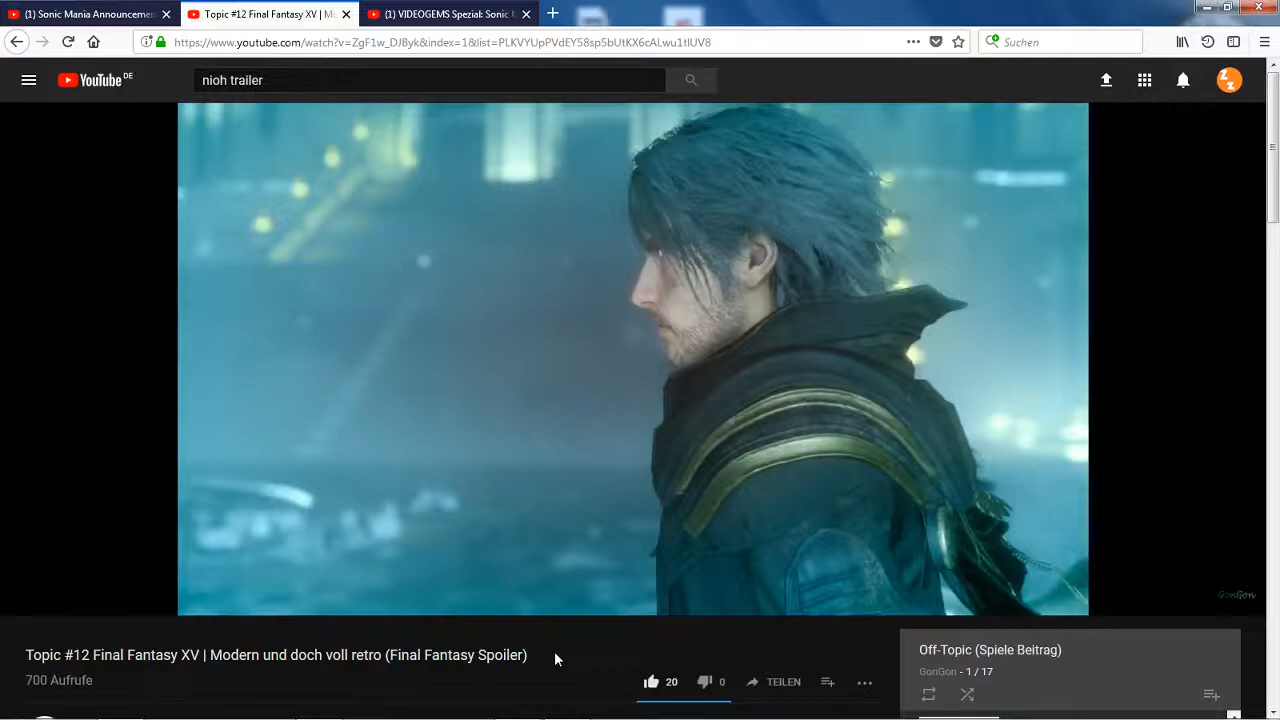 (1) Sonic Mania Announcemen
Topic #12 Final Fantasy XV | Mo
(1) VIDEOGEMS Spezial: Sonic M
https://www.youtube.com/watch?v=ZgF1w_DJByk&index=1&list=PLKVYUpPVdEY58sp5bUtKX6cALwu1tIUV8
Suchen
YouTube DE
nioh trailer
GonGon
Topic #12 Final Fantasy XV | Modern und doch voll retro (Final Fantasy Spoiler)
700 Aufrufe
20
0
TEILEN
Off-Topic (Spiele Beitrag)
GonGon - 1 / 17